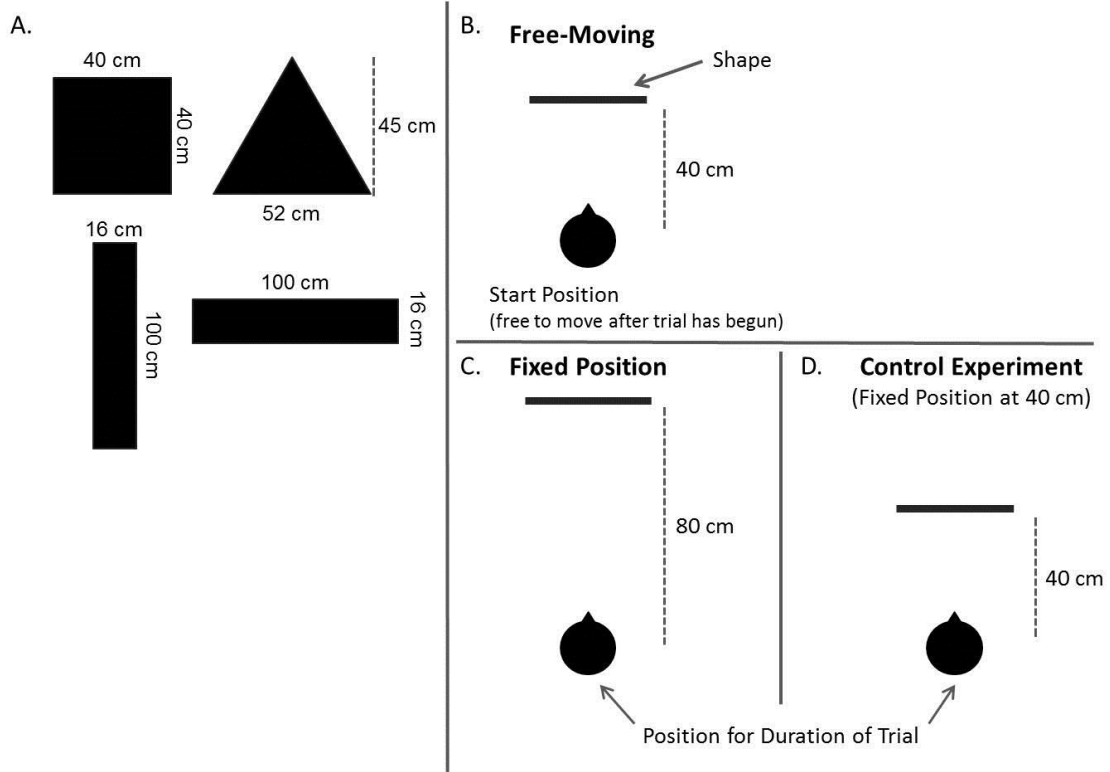 A.
40 cm
40 cm
45 cm
52 cm
16 cm
100 cm
100 cm
16 cm
B. Free-Moving
Shape
40 cm
Start Position
(free to move after trial has begun)
C. Fixed Position
80 cm
D. Control Experiment
(Fixed Position at 40 cm)
40 cm
Position for Duration of Trial